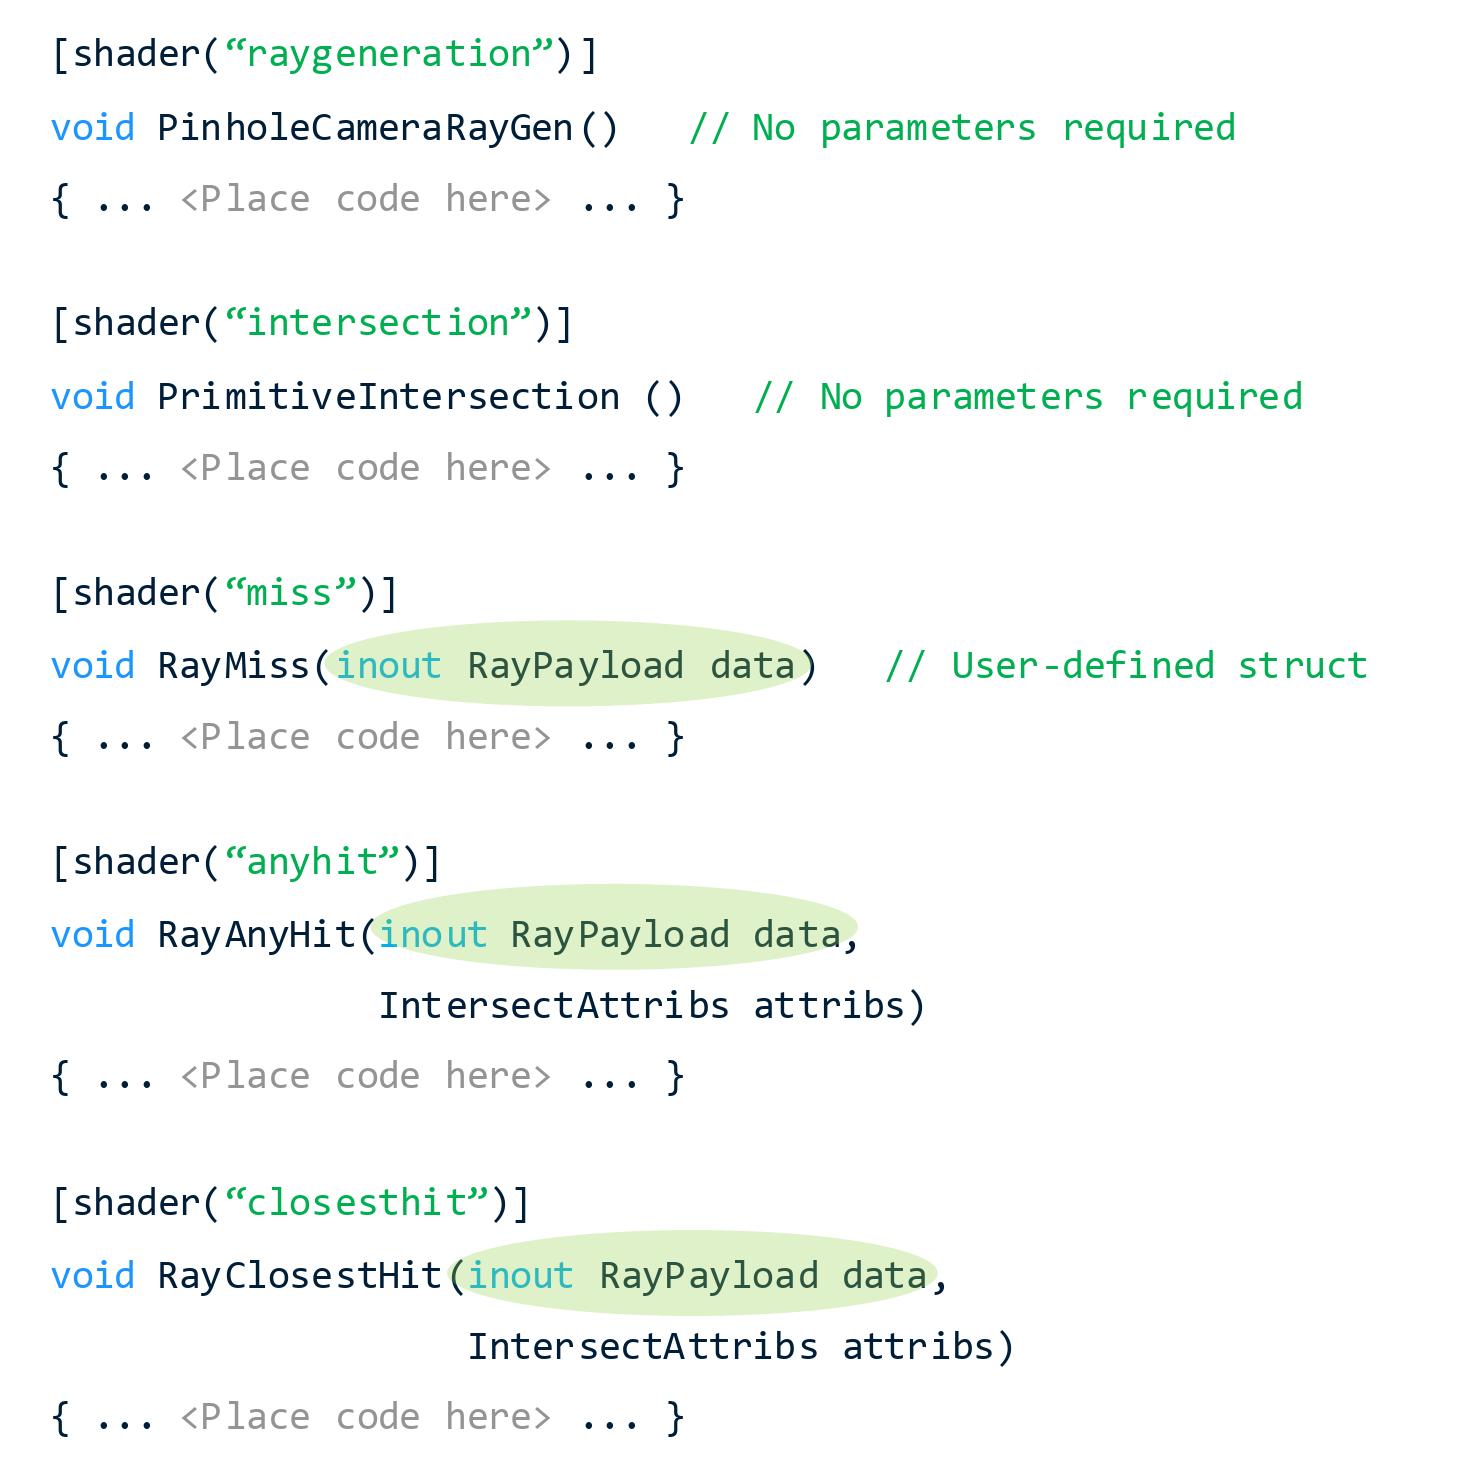 [shader(“raygeneration”)]
void PinholeCameraRayGen()   // No parameters required
{ ... <Place code here> ... }
[shader(“intersection”)]
void PrimitiveIntersection ()   // No parameters required
{ ... <Place code here> ... }
[shader(“miss”)]
void RayMiss(inout RayPayload data)   // User-defined struct
{ ... <Place code here> ... }
[shader(“anyhit”)]
void RayAnyHit(inout RayPayload data,
IntersectAttribs attribs)
{ ... <Place code here> ... }
[shader(“closesthit”)]
void RayClosestHit(inout RayPayload data,
IntersectAttribs attribs)
{ ... <Place code here> ... }